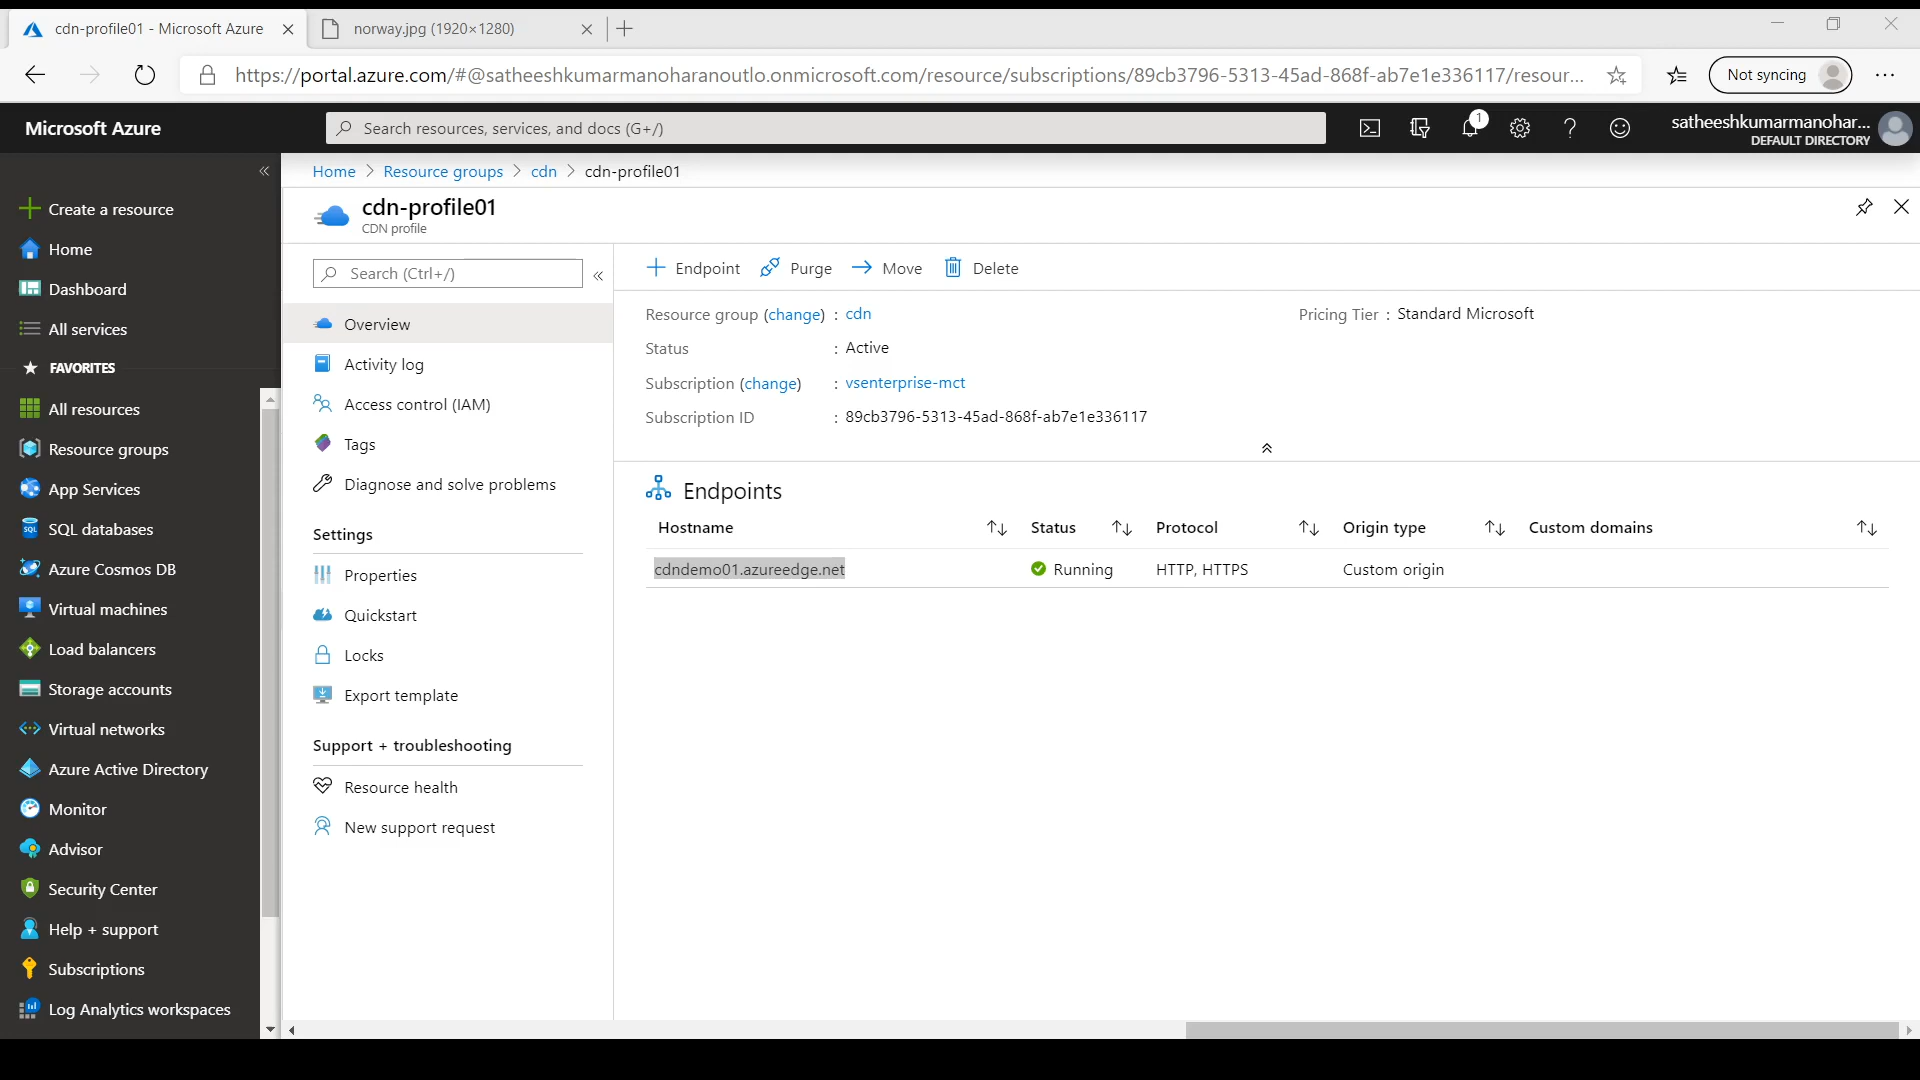 cdn-profile01 - Microsoft Azure
norway.jpg (1920×1280)
https://portal.azure.com/#@satheeshkumarmanoharanoutlo.onmicrosoft.com/resource/subscriptions/89cb3796-5313-45ad-868f-ab7e1e336117/resour...
Not syncing
Microsoft Azure
Search resources, services, and docs (G+/)
1
satheeshkumarmanohar...
DEFAULT DIRECTORY
Create a resource
Home
Dashboard
All services
FAVORITES
All resources
Resource groups
App Services
SQL databases
Azure Cosmos DB
Virtual machines
Load balancers
Storage accounts
Virtual networks
Azure Active Directory
Monitor
Advisor
Security Center
Help + support
Subscriptions
Log Analytics workspaces
Home > Resource groups > cdn > cdn-profile01
cdn-profile01
CDN profile
Search (Ctrl+/)
Overview
Activity log
Access control (IAM)
Tags
Diagnose and solve problems
Settings
Properties
Quickstart
Locks
Export template
Support + troubleshooting
Resource health
New support request
Endpoint Purge Move Delete
Resource group (change) : cdn
Pricing Tier : Standard Microsoft
Status : Active
Subscription (change) : vsenterprise-mct
Subscription ID : 89cb3796-5313-45ad-868f-ab7e1e336117
Endpoints
Hostname Status Protocol Origin type Custom domains
cdndemo01.azureedge.net Running HTTP, HTTPS Custom origin